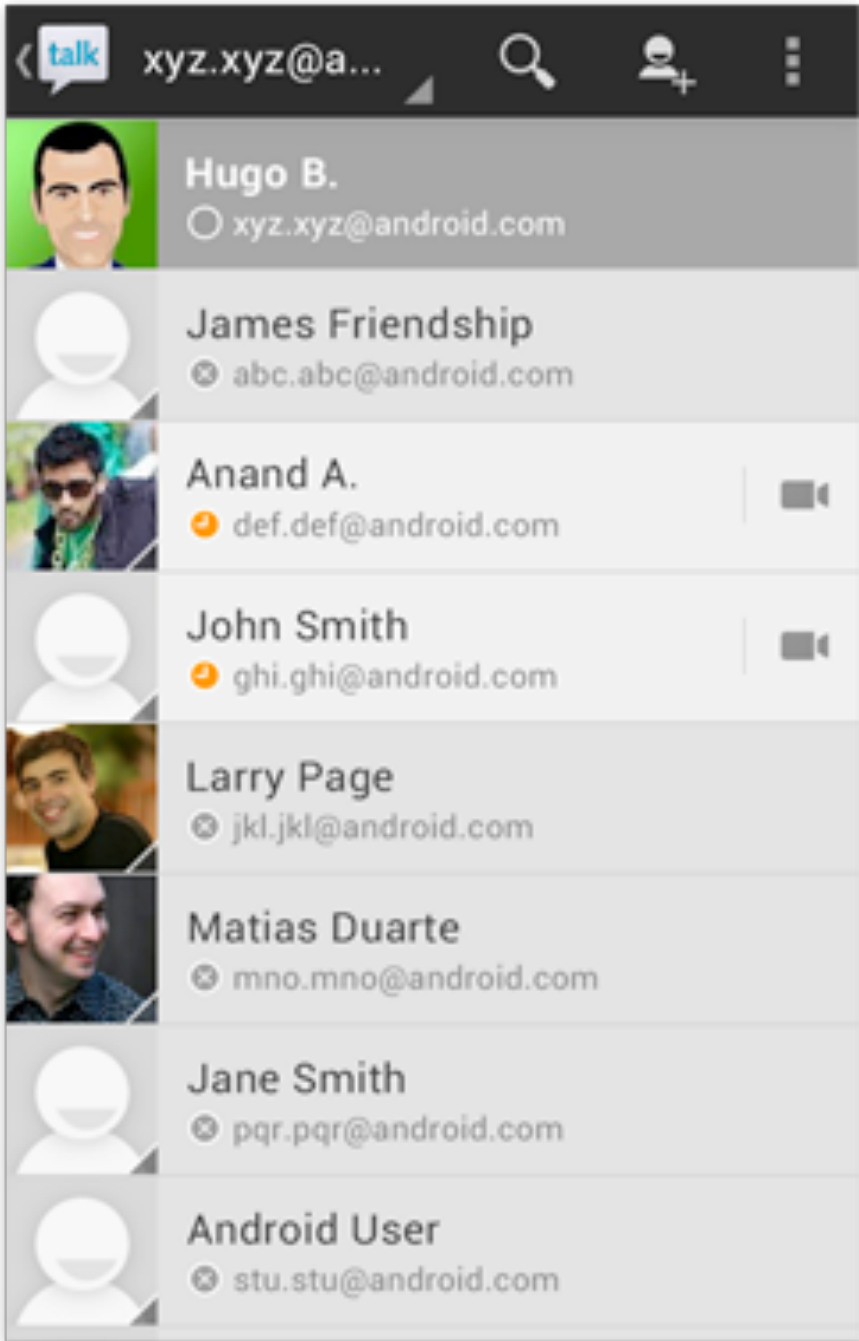 talk
xyz.xyz@a...
Hugo B.
xyz.xyz@android.com
James Friendship
abc.abc@android.com
Anand A.
def.def@android.com
John Smith
ghi.ghi@android.com
Larry Page
jkl.jkl@android.com
Matias Duarte
mno.mno@android.com
Jane Smith
pqr.pqr@android.com
Android User
stu.stu@android.com